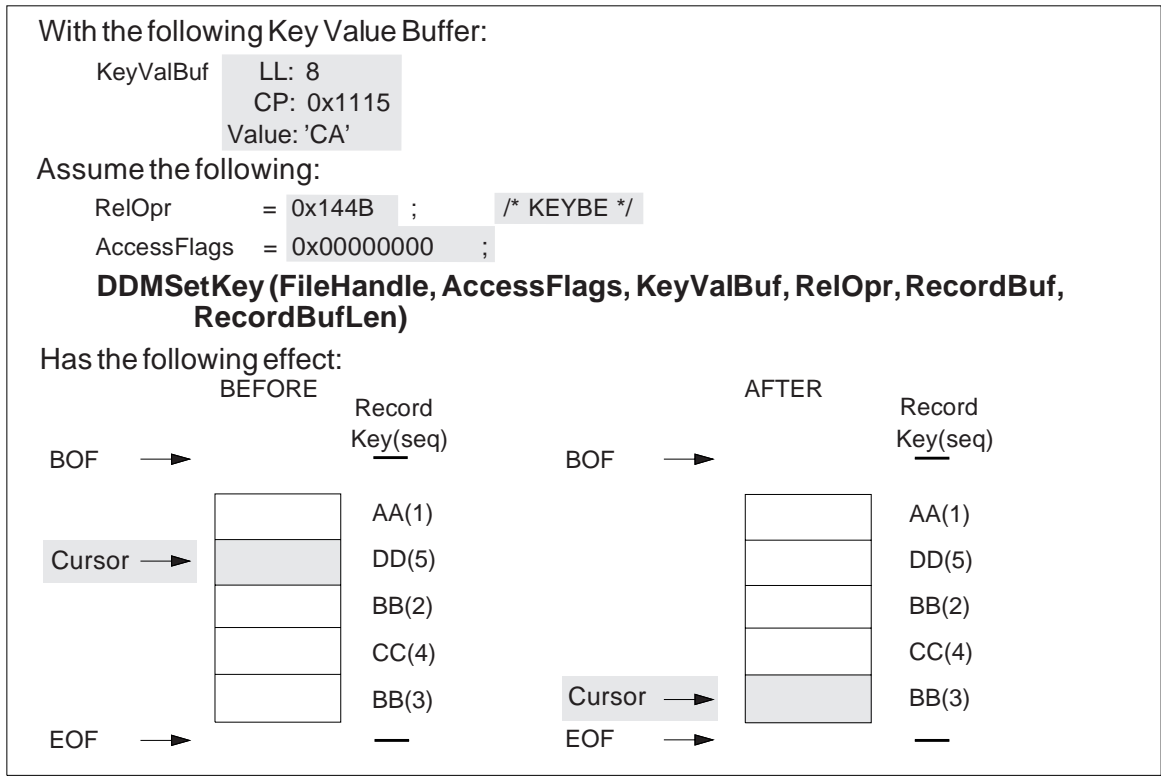 With the following Key Value Buffer:
KeyValBuf LL: 8
CP: 0x1115
Value: 'CA'
Assume the following:
RelOpr = 0x144B ; /* KEYBE */
AccessFlags = 0x00000000 ;
DDMSetKey (FileHandle, AccessFlags, KeyValBuf, RelOpr, RecordBuf,
RecordBufLen)
Has the following effect:
BEFORE AFTER
Record Record
Key(seq) Key(seq)
BOF BOF
AA(1) AA(1)
Cursor DD(5) DD(5)
BB(2) BB(2)
CC(4) CC(4)
BB(3) Cursor BB(3)
EOF EOF